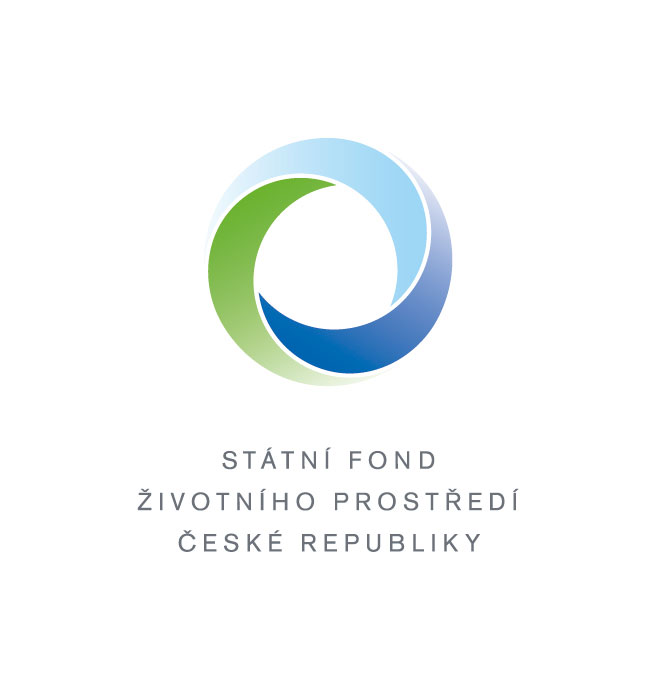 STÁTNÍ FOND
ŽIVOTNÍHO PROSTŘEDÍ
ČESKÉ REPUBLIKY